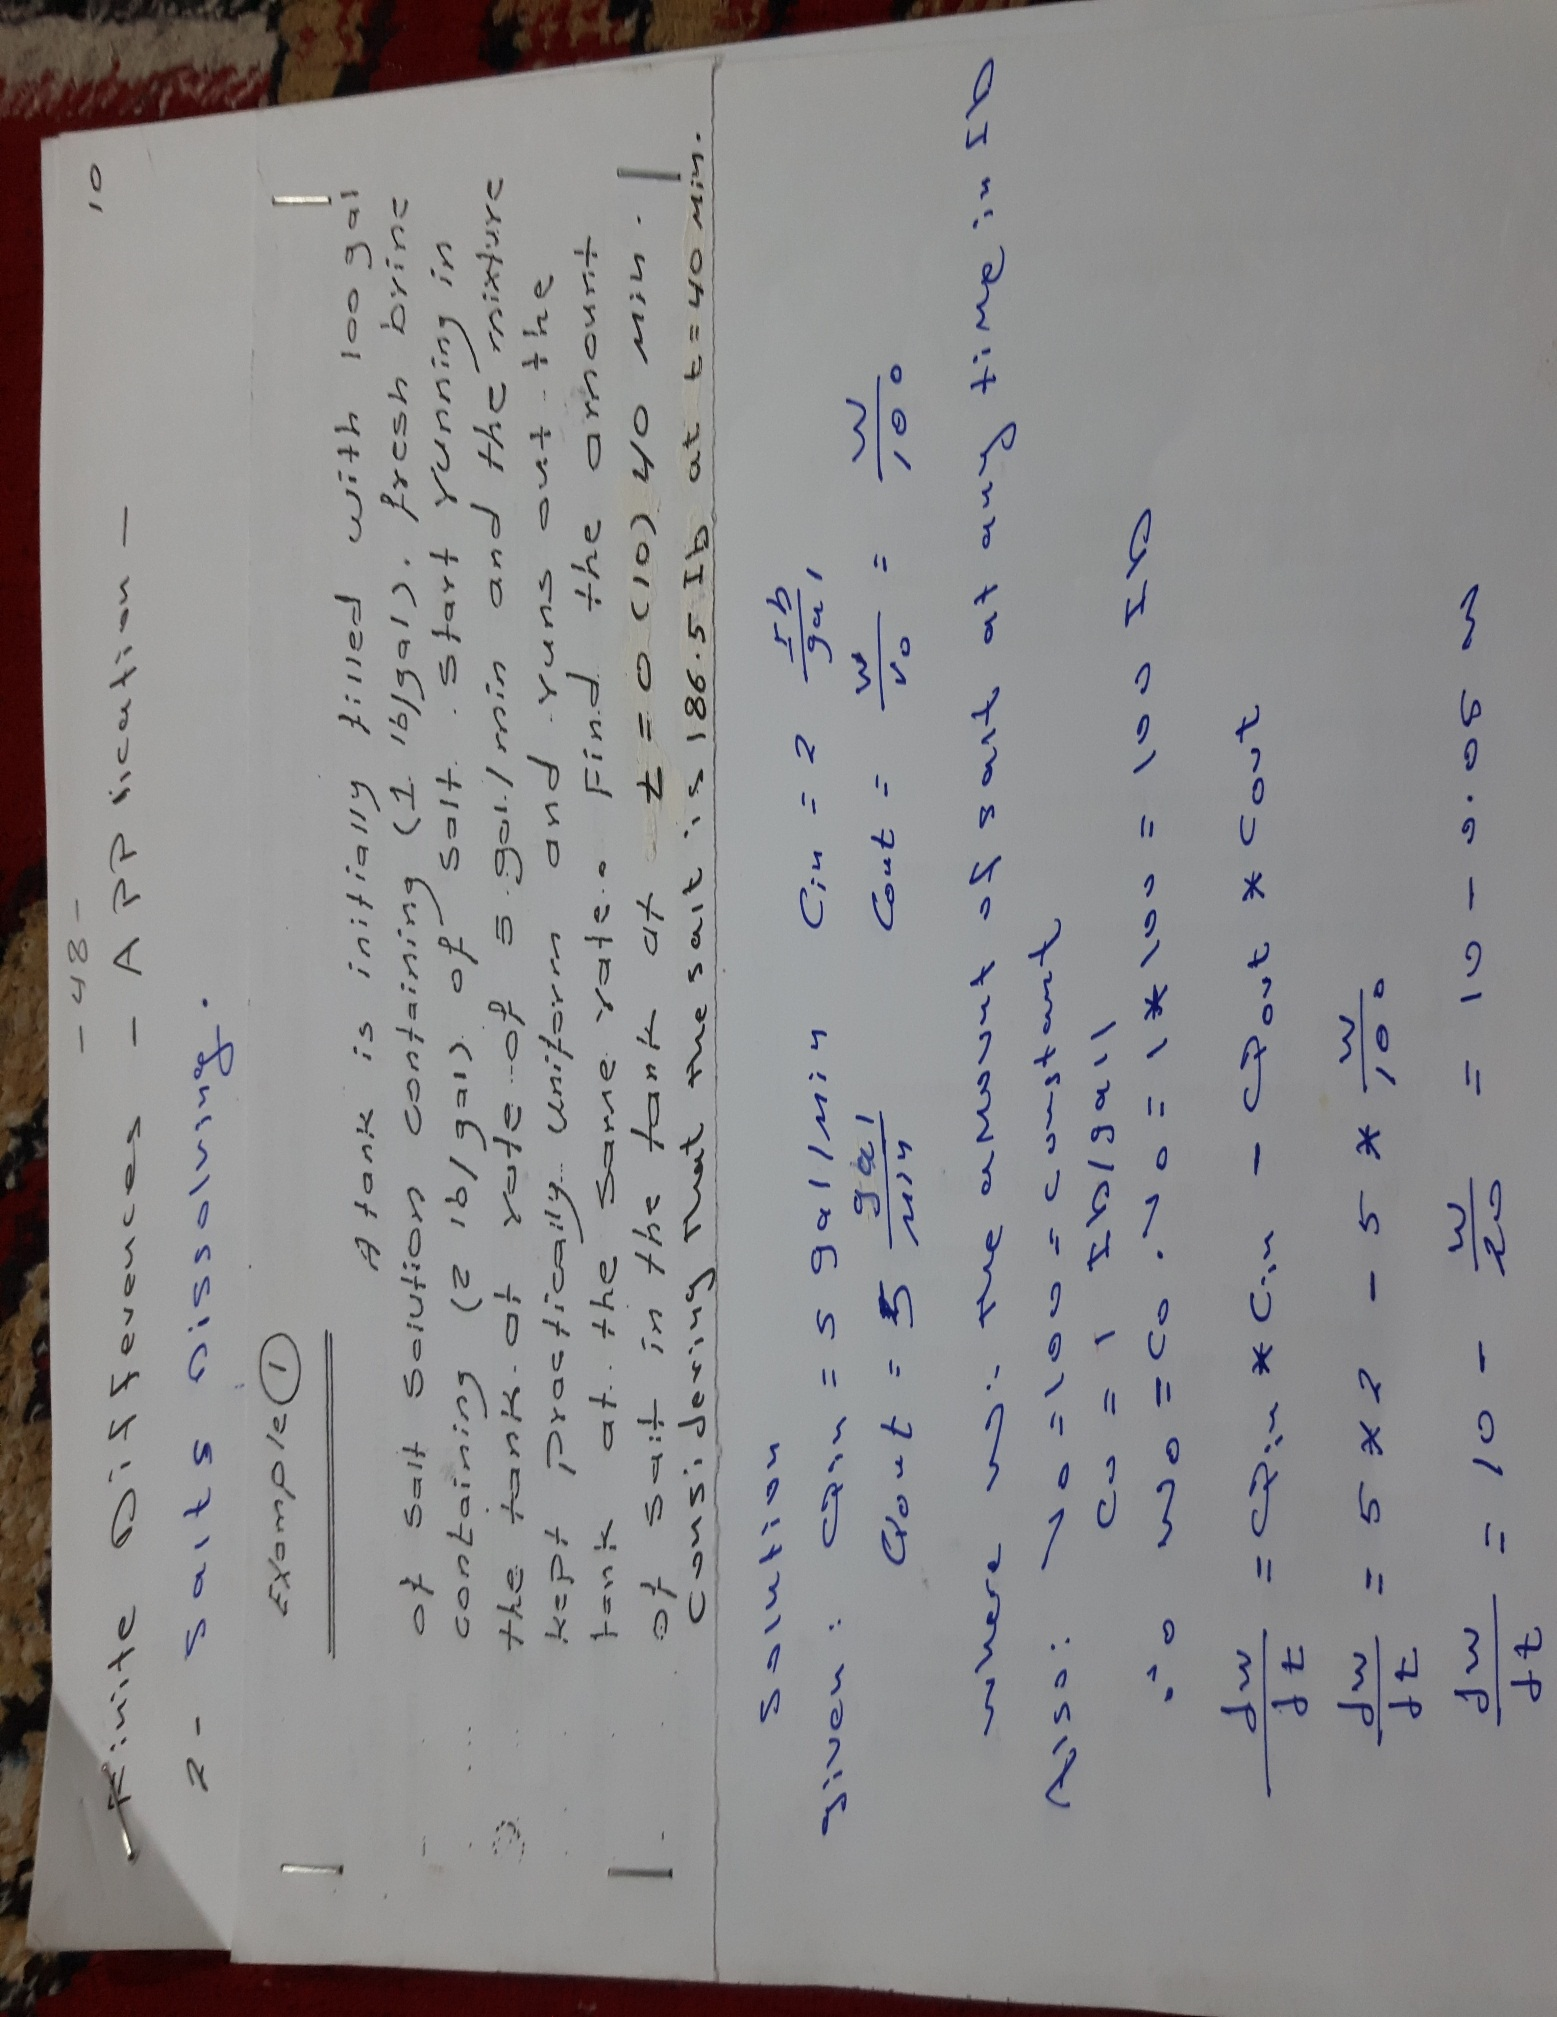 - 48 -
10
Finite Differences - Application -
2- Salts Dissolving.
Example 1
A tank is initially filled with 100 gal
of salt solution containing (1 lb/gal). fresh brine
containing (2 lb/gal) of salt. start running in
the tank at rate of 5 gal/min and the mixture
kept practically uniform and runs out the
tank at the same rate. Find the amount
of salt in the tank at t = 0 (10) 40 min.
Considering that the salt is 186.5 Ib at t = 40 min.
Solution
given: Qin = 5 gal/min Cin = 2 Ib/gal
Qout = 5 gal/min Cout = w/v0 = w/100
where w: the amount of salt at any time in Ib
Also: V0 = 100 = constant
C0 = 1 Ib/gall
∴ w0 = C0 . V0 = 1 * 100 = 100 Ib
dw/dt = Qin * Cin - Qout * Cout
dw/dt = 5 * 2 - 5 * w/100
dw/dt = 10 - w/20 = 10 - 0.05 w